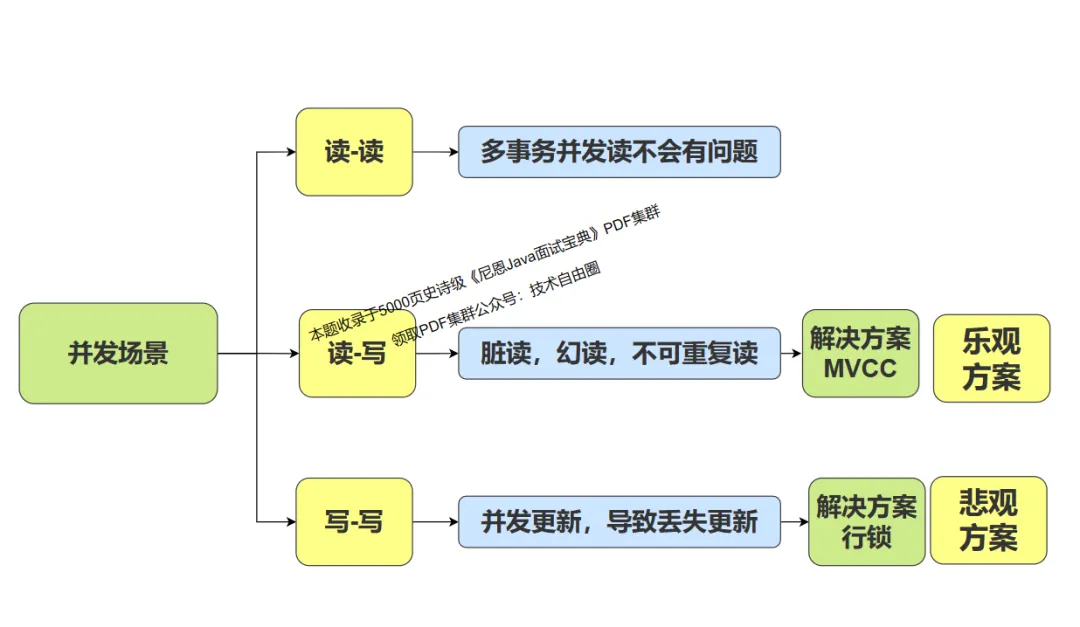 读-读
多事务并发读不会有问题
本题收录于5000页史诗级《尼恩Java面试宝典》PDF集群
领取PDF集群公众号：技术自由圈
并发场景
读-写
脏读，幻读，不可重复读
解决方案
MVCC
乐观
方案
写-写
并发更新，导致丢失更新
解决方案
行锁
悲观
方案